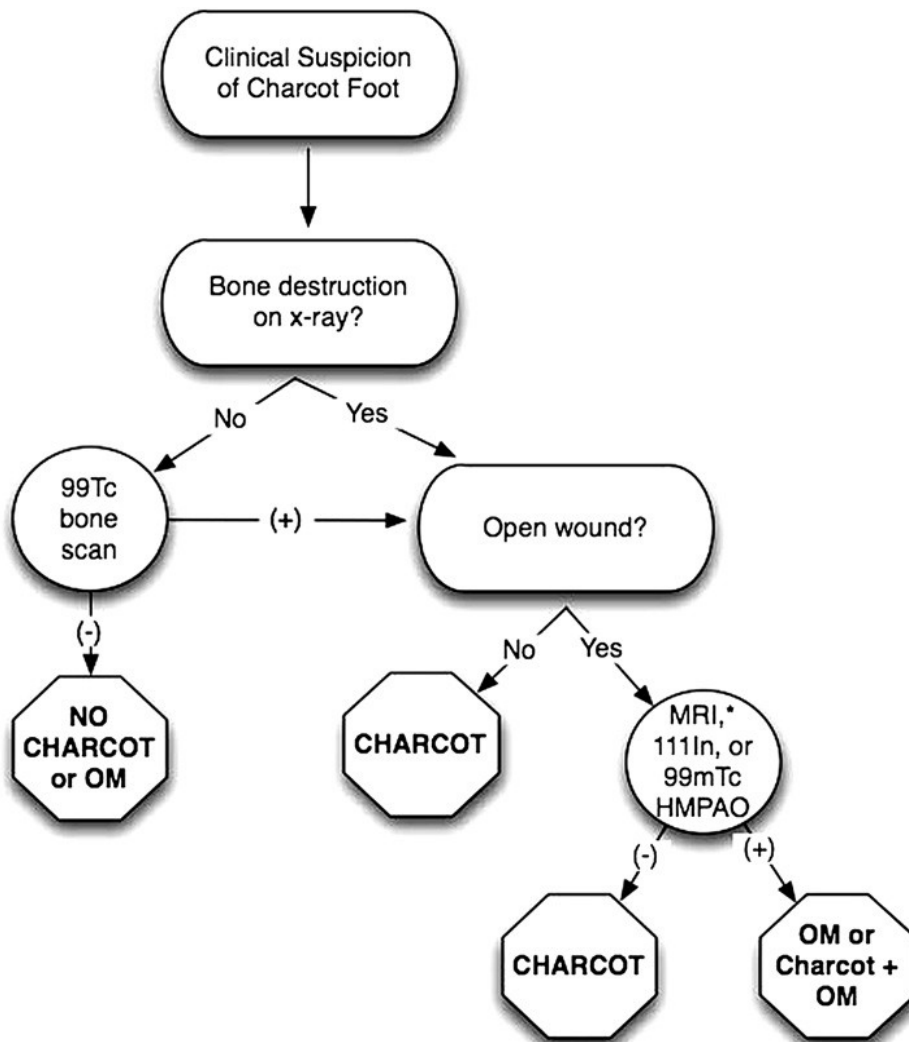 Clinical Suspicion
of Charcot Foot
Bone destruction
on x-ray?
No
Yes
99Tc
bone
scan
(+)
Open wound?
(-)
NO
CHARCOT
or OM
No
Yes
CHARCOT
MRI,*
111In, or
99mTc
HMPAO
(-)
(+)
CHARCOT
OM or
Charcot +
OM